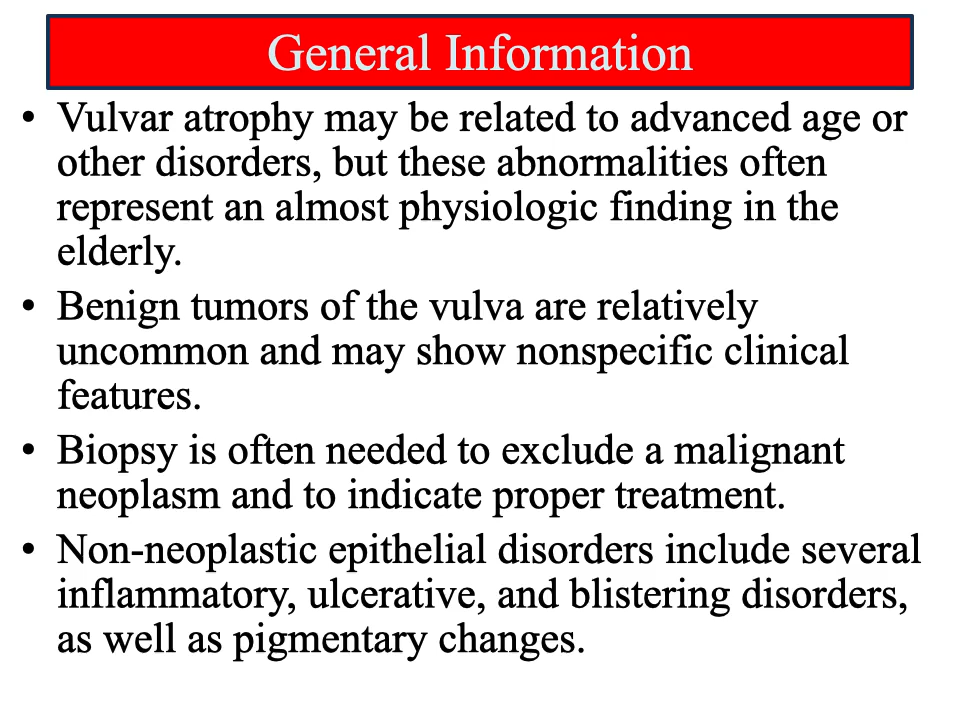 General Information
• Vulvar atrophy may be related to advanced age or
other disorders, but these abnormalities often
represent an almost physiologic finding in the
elderly.
• Benign tumors of the vulva are relatively
uncommon and may show nonspecific clinical
features.
• Biopsy is often needed to exclude a malignant
neoplasm and to indicate proper treatment.
• Non-neoplastic epithelial disorders include several
inflammatory, ulcerative, and blistering disorders,
as well as pigmentary changes.